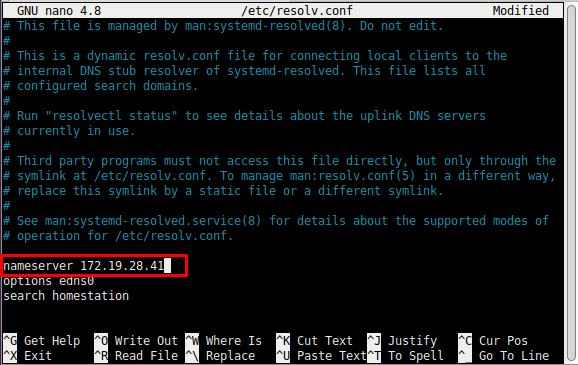 GNU nano 4.8 /etc/resolv.conf Modified
# This file is managed by man:systemd-resolved(8). Do not edit.
#
# This is a dynamic resolv.conf file for connecting local clients to the
# internal DNS stub resolver of systemd-resolved. This file lists all
# configured search domains.
#
# Run "resolvectl status" to see details about the uplink DNS servers
# currently in use.
#
# Third party programs must not access this file directly, but only through the
# symlink at /etc/resolv.conf. To manage man:resolv.conf(5) in a different way,
# replace this symlink by a static file or a different symlink.
#
# See man:systemd-resolved.service(8) for details about the supported modes of
# operation for /etc/resolv.conf.
nameserver 172.19.28.41
options edns0
search homestation
^G Get Help ^O Write Out ^W Where Is ^K Cut Text ^J Justify ^C Cur Pos
^X Exit ^R Read File ^\ Replace ^U Paste Text ^T To Spell ^_ Go To Line